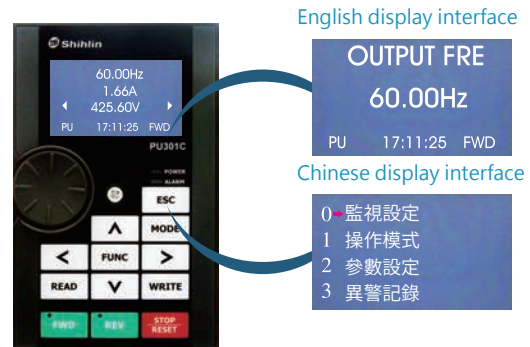 English display interface
Shihlin
60.00Hz
1.66A
425.60V
PU 17:11:25 FWD
PU301C
POWER
ALARM
ESC
MODE
FUNC
READ
WRITE
FWD
REV
STOP
RESET
OUTPUT FRE
60.00Hz
PU 17:11:25 FWD
Chinese display interface
0 監視設定
1 操作模式
2 參數設定
3 異警記錄